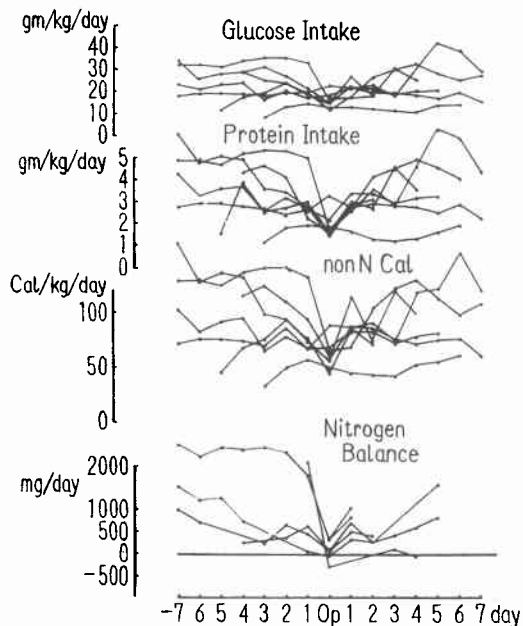 gm/kg/day
Glucose Intake
50
40
30
20
10
0
Protein Intake
gm/kg/day
5
4
3
2
1
0
non N Cal
Cal/kg/day
100
50
0
Nitrogen
Balance
mg/day
2000
1000
500
0
-500
-7 6 5 4 3 2 1 Op 1 2 3 4 5 6 7 day